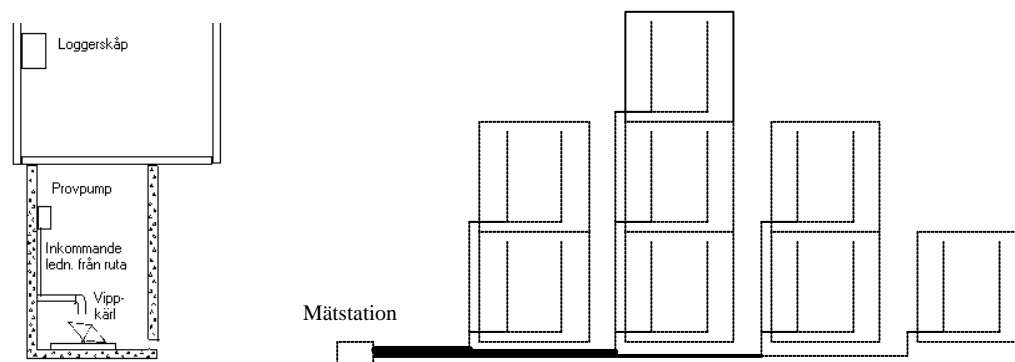 Loggerskåp
Provpump
Inkommande
ledn. från ruta
Vipp-
kärl
Mätstation